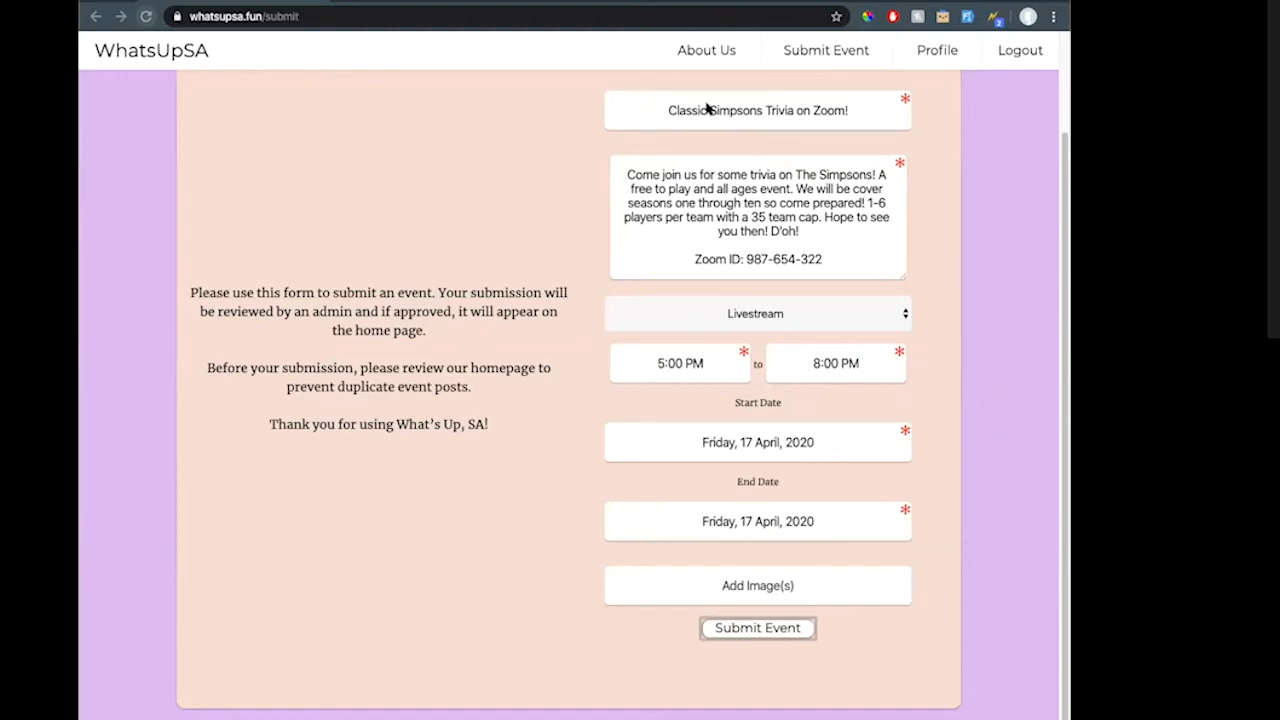 whatsupsa.fun/submit
2
WhatsUpSA
About Us
Submit Event
Profile
Logout
Classic Simpsons Trivia on Zoom!
*
Come join us for some trivia on The Simpsons! A
free to play and all ages event. We will be cover
seasons one through ten so come prepared! 1-6
players per team with a 35 team cap. Hope to see
you then! D'oh!
Zoom ID: 987-654-322
*
Please use this form to submit an event. Your submission will
be reviewed by an admin and if approved, it will appear on
the home page.
Before your submission, please review our homepage to
prevent duplicate event posts.
Thank you for using What's Up, SA!
Livestream
5:00 PM * to 8:00 PM *
Start Date
Friday, 17 April, 2020 *
End Date
Friday, 17 April, 2020 *
Add Image(s)
Submit Event